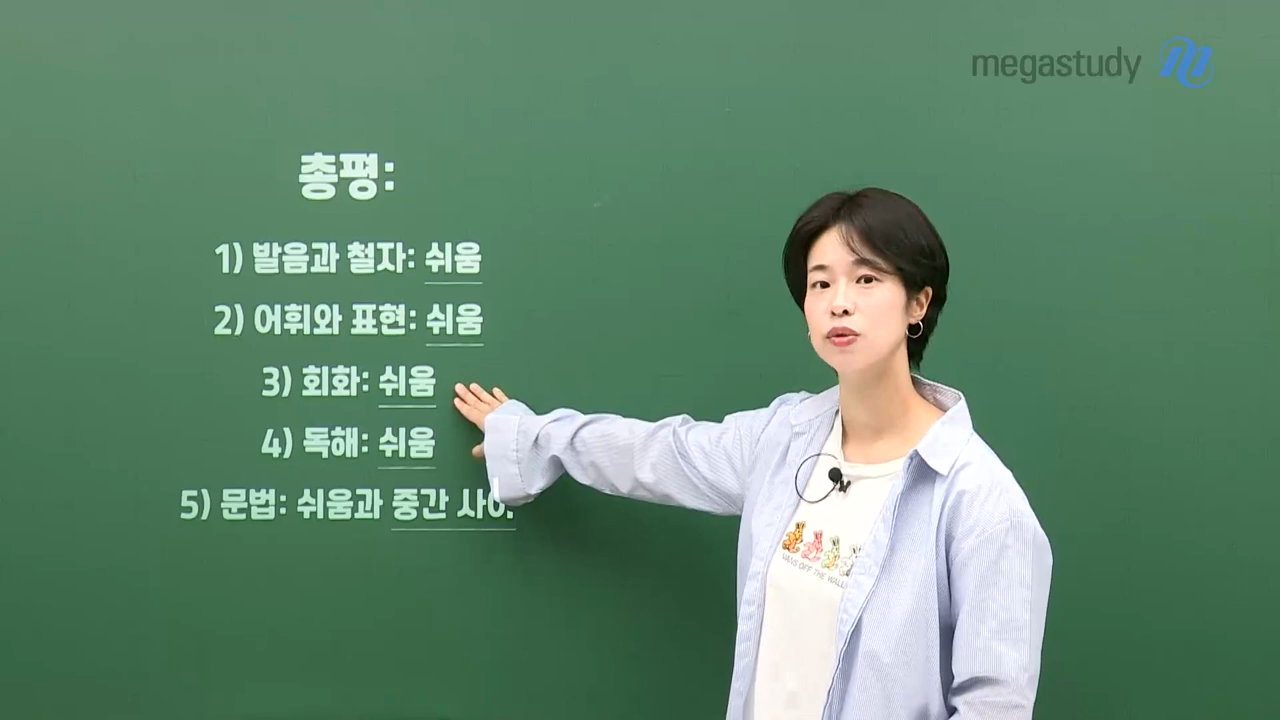 megastudy
총평:
1) 발음과 철자: 쉬움
2) 어휘와 표현: 쉬움
3) 회화: 쉬움
4) 독해: 쉬움
5) 문법: 쉬움과 중간 사이
VANS OFF THE WALL